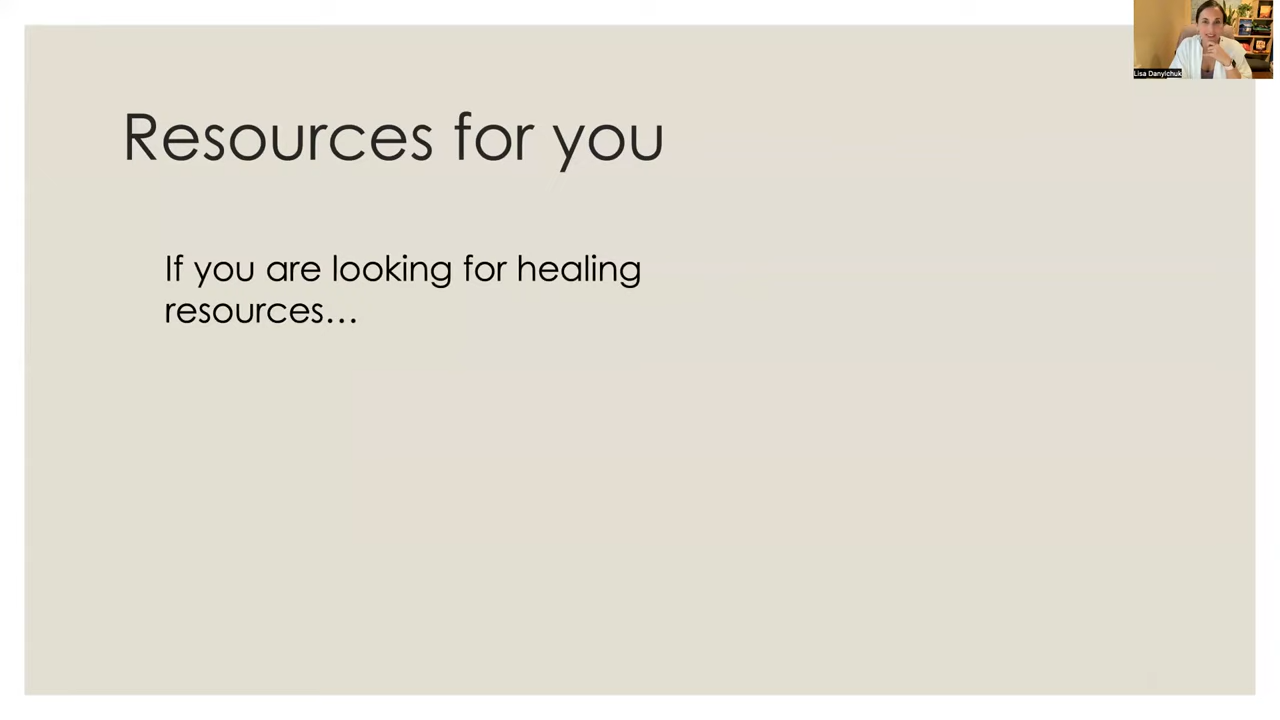 Lisa Danylchuk
Resources for you
If you are looking for healing
resources…